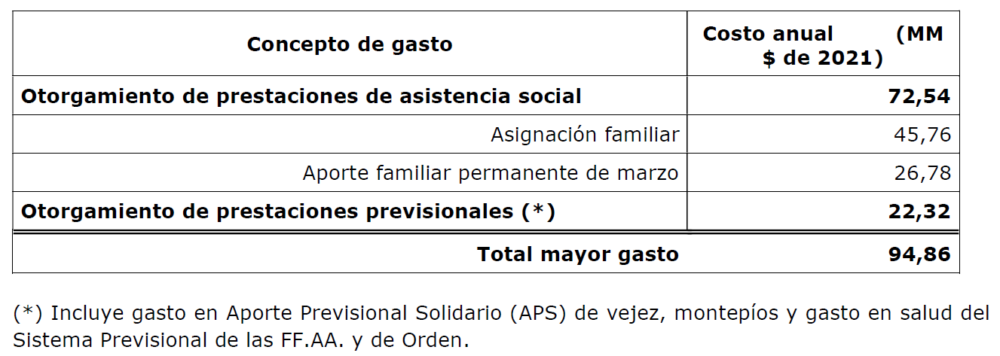 Concepto de gasto
Costo anual (MM
$ de 2021)
Otorgamiento de prestaciones de asistencia social 72,54
Asignación familiar 45,76
Aporte familiar permanente de marzo 26,78
Otorgamiento de prestaciones previsionales (*) 22,32
Total mayor gasto 94,86
(*) Incluye gasto en Aporte Previsional Solidario (APS) de vejez, montepíos y gasto en salud del
Sistema Previsional de las FF.AA. y de Orden.